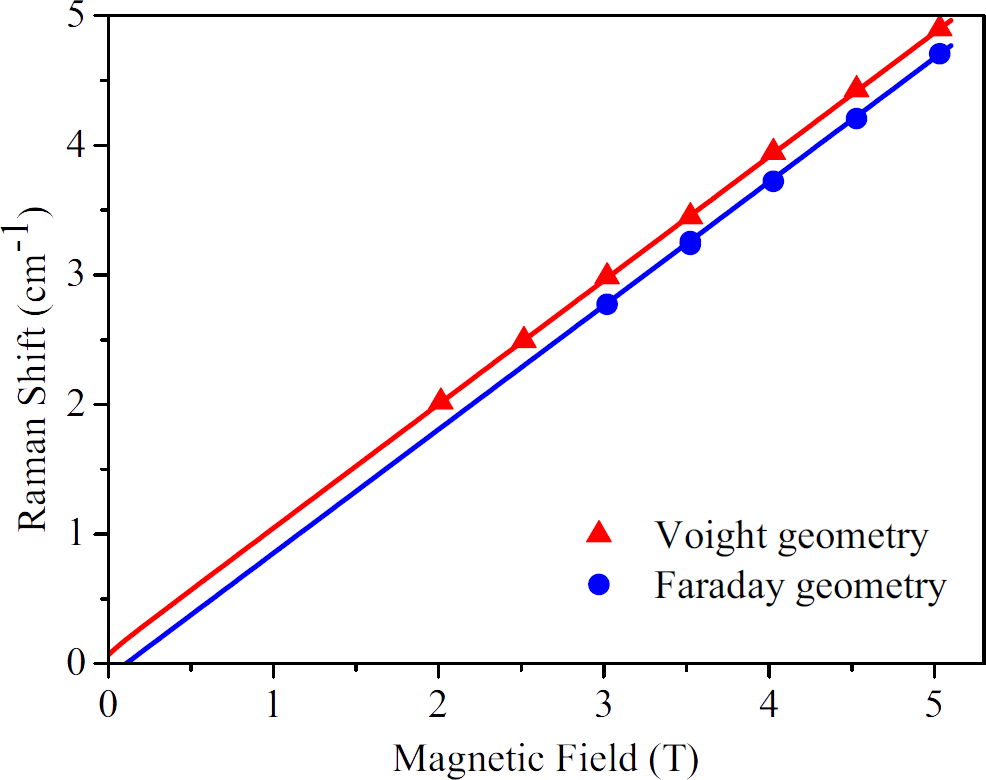 5
4
3
2
1
0
Raman Shift (cm-1)
Voight geometry
Faraday geometry
0 1 2 3 4 5
Magnetic Field (T)